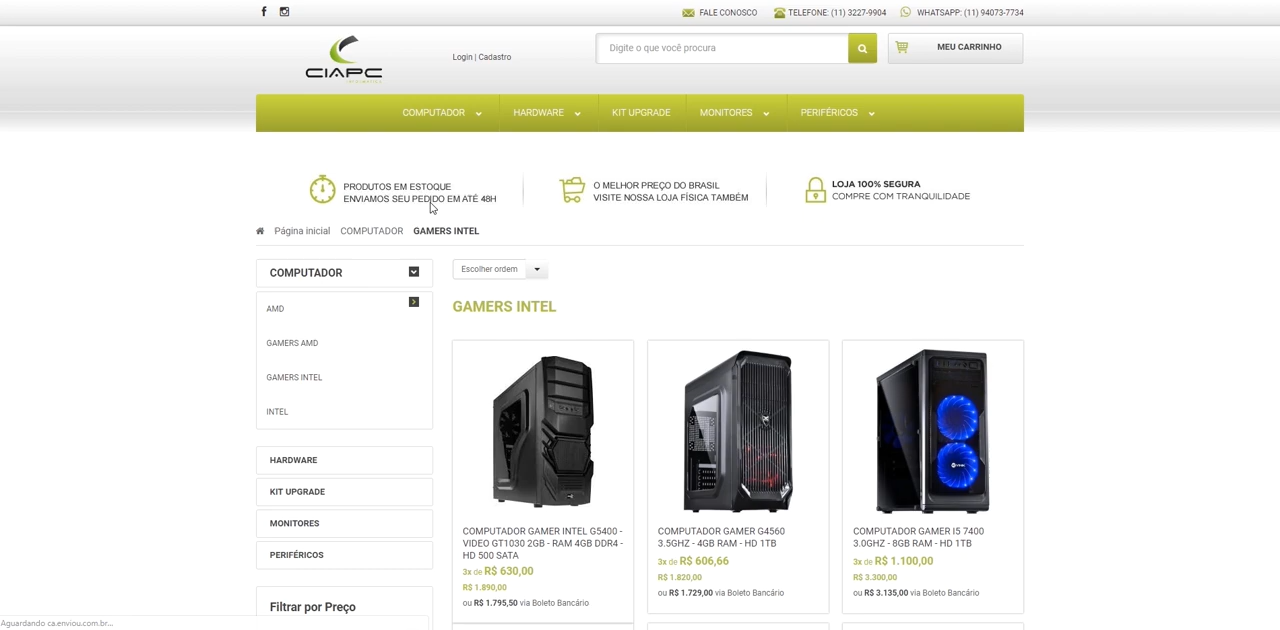 FALE CONOSCO
TELEFONE: (11) 3227-9904
WHATSAPP: (11) 94073-7734
CIAPC
Login | Cadastro
Digite o que você procura
MEU CARRINHO
COMPUTADOR
HARDWARE
KIT UPGRADE
MONITORES
PERIFÉRICOS
PRODUTOS EM ESTOQUE
ENVIAMOS SEU PEDIDO EM ATÉ 48H
O MELHOR PREÇO DO BRASIL
VISITE NOSSA LOJA FÍSICA TAMBÉM
LOJA 100% SEGURA
COMPRE COM TRANQUILIDADE
Página inicial
COMPUTADOR
GAMERS INTEL
COMPUTADOR
AMD
GAMERS AMD
GAMERS INTEL
INTEL
HARDWARE
KIT UPGRADE
MONITORES
PERIFÉRICOS
Filtrar por Preço
Escolher ordem
GAMERS INTEL
COMPUTADOR GAMER INTEL G5400 -
VIDEO GT1030 2GB - RAM 4GB DDR4 -
HD 500 SATA
3x de R$ 630,00
R$ 1.890,00
ou R$ 1.795,50 via Boleto Bancário
COMPUTADOR GAMER G4560
3.5GHZ - 4GB RAM - HD 1TB
3x de R$ 606,66
R$ 1.820,00
ou R$ 1.729,00 via Boleto Bancário
COMPUTADOR GAMER I5 7400
3.0GHZ - 8GB RAM - HD 1TB
3x de R$ 1.100,00
R$ 3.300,00
ou R$ 3.135,00 via Boleto Bancário
Aguardando ca.enviou.com.br...